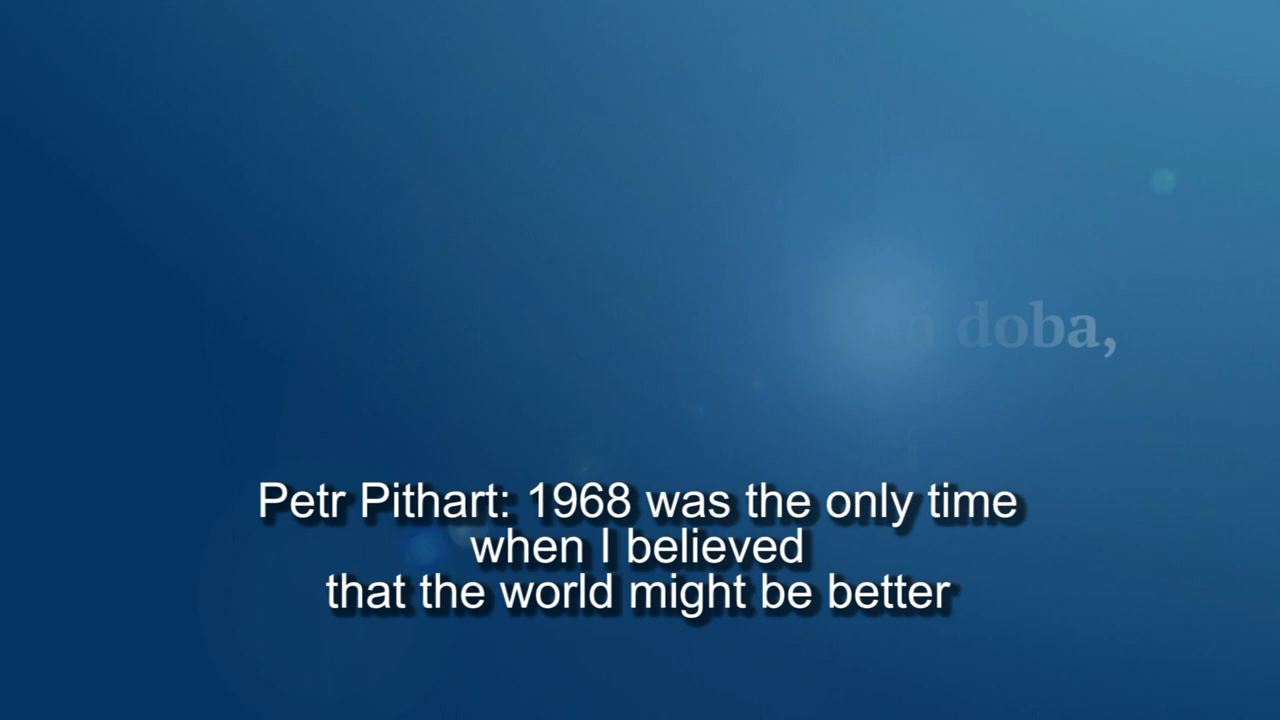 doba,
Petr Pithart: 1968 was the only time
when I believed
that the world might be better